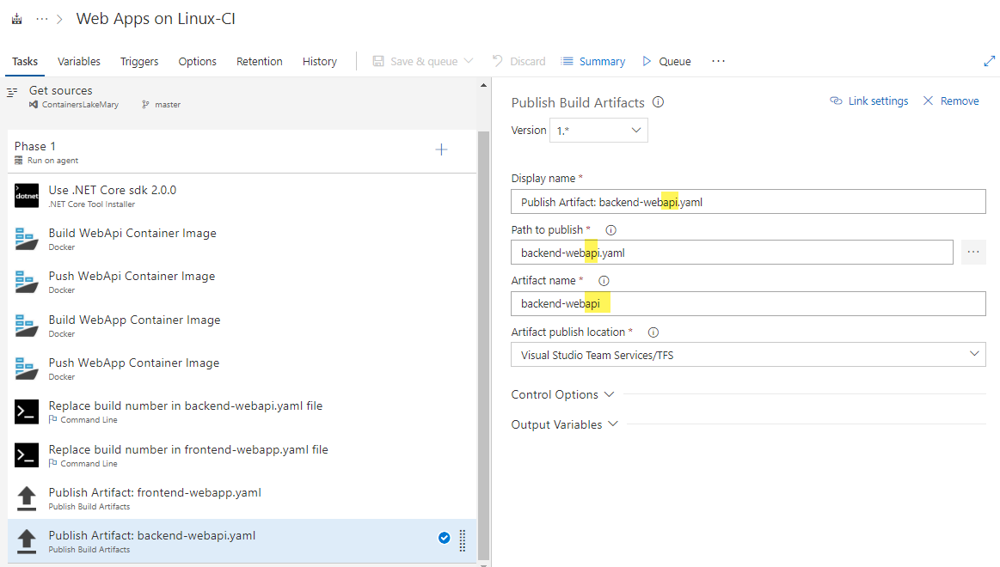 ··· > Web Apps on Linux-CI
Tasks Variables Triggers Options Retention History Save & queue Discard Summary Queue ···
Get sources
ContainersLakeMary master
Phase 1
Run on agent
dotnet
Use .NET Core sdk 2.0.0
.NET Core Tool Installer
Build WebApi Container Image
Docker
Push WebApi Container Image
Docker
Build WebApp Container Image
Docker
Push WebApp Container Image
Docker
Replace build number in backend-webapi.yaml file
Command Line
Replace build number in frontend-webapp.yaml file
Command Line
Publish Artifact: frontend-webapp.yaml
Publish Build Artifacts
Publish Artifact: backend-webapi.yaml
Publish Build Artifacts
Publish Build Artifacts Link settings Remove
Version 1.*
Display name *
Publish Artifact: backend-webapi.yaml
Path to publish *
backend-webapi.yaml ···
Artifact name *
backend-webapi
Artifact publish location *
Visual Studio Team Services/TFS
Control Options
Output Variables